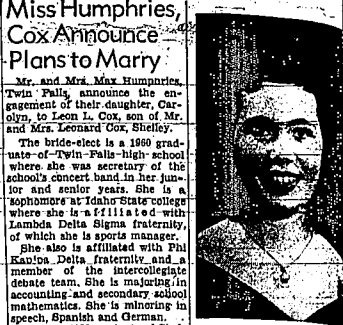 Miss Humphries,
Cox Announce
Plans to Marry
Mr. and Mrs. Max Humphries,
Twin Falls, announce the en-
gagement of their daughter, Car-
olyn, to Leon L. Cox, son of Mr.
and Mrs. Leonard Cox, Shelley.
The bride-elect is a 1960 grad-
uate of Twin Falls high school
where she was secretary of the
school's concert band in her jun-
ior and senior years. She is a
sophomore at Idaho State college
where she is affiliated with
Lambda Delta Sigma fraternity,
of which she is sports manager.
She also is affiliated with Phi
Kappa Delta fraternity and a
member of the intercollegiate
debate team. She is majoring in
accounting and secondary school
mathematics. She is minoring in
speech, Spanish and German.